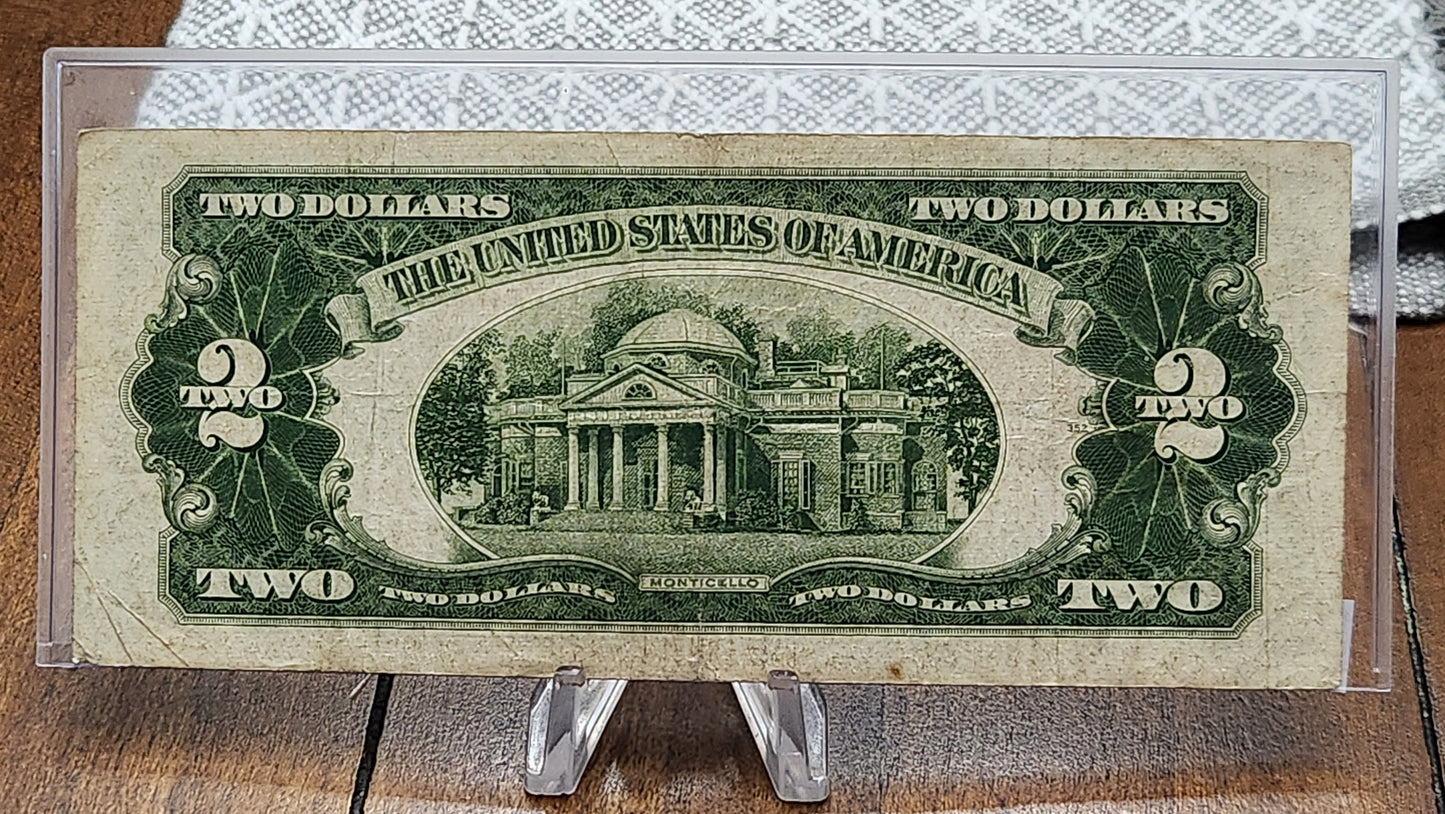 TWO DOLLARS
TWO DOLLARS
THE UNITED STATES OF AMERICA
2
TWO
2
TWO
TWO
TWO DOLLARS
MONTICELLO
TWO DOLLARS
TWO